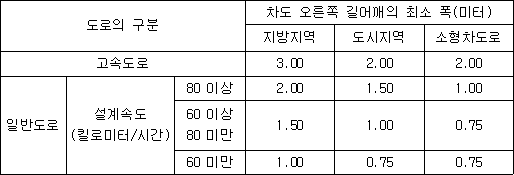 도로의 구분 차도 오른쪽 길어깨의 최소 폭(미터)
지방지역 도시지역 소형차도로
고속도로 3.00 2.00 2.00
일반도로 설계속도 (킬로미터/시간) 80 이상 2.00 1.50 1.00
60 이상 80 미만 1.50 1.00 0.75
60 미만 1.00 0.75 0.75